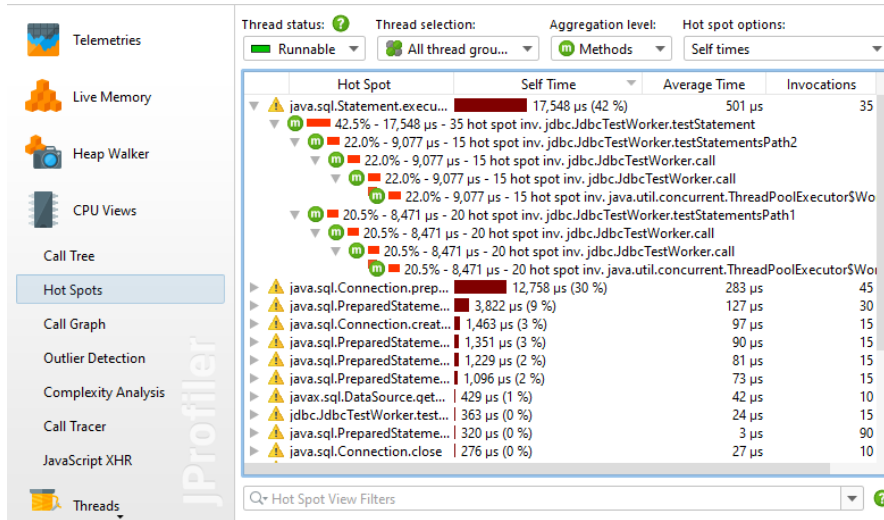 Thread status: Thread selection: Aggregation level: Hot spot options:
Runnable All thread grou... Methods Self times
Telemetries
Live Memory
Heap Walker
CPU Views
Call Tree
Hot Spots
Call Graph
Outlier Detection
Complexity Analysis
Call Tracer
JavaScript XHR
Threads
JProfiler
Hot Spot Self Time Average Time Invocations
java.sql.Statement.execu... 17,548 µs (42 %) 501 µs 35
m 42.5% - 17,548 µs - 35 hot spot inv. jdbc.JdbcTestWorker.testStatement
m 22.0% - 9,077 µs - 15 hot spot inv. jdbc.JdbcTestWorker.testStatementsPath2
m 22.0% - 9,077 µs - 15 hot spot inv. jdbc.JdbcTestWorker.call
m 22.0% - 9,077 µs - 15 hot spot inv. jdbc.JdbcTestWorker.call
m 22.0% - 9,077 µs - 15 hot spot inv. java.util.concurrent.ThreadPoolExecutor$Wo
m 20.5% - 8,471 µs - 20 hot spot inv. jdbc.JdbcTestWorker.testStatementsPath1
m 20.5% - 8,471 µs - 20 hot spot inv. jdbc.JdbcTestWorker.call
m 20.5% - 8,471 µs - 20 hot spot inv. jdbc.JdbcTestWorker.call
m 20.5% - 8,471 µs - 20 hot spot inv. java.util.concurrent.ThreadPoolExecutor$Wor
java.sql.Connection.prep... 12,758 µs (30 %) 283 µs 45
java.sql.PreparedStateme... 3,822 µs (9 %) 127 µs 30
java.sql.Connection.creat... 1,463 µs (3 %) 97 µs 15
java.sql.PreparedStateme... 1,351 µs (3 %) 90 µs 15
java.sql.PreparedStateme... 1,229 µs (2 %) 81 µs 15
java.sql.PreparedStateme... 1,096 µs (2 %) 73 µs 15
javax.sql.DataSource.get... 429 µs (1 %) 42 µs 10
jdbc.JdbcTestWorker.test... 363 µs (0 %) 24 µs 15
java.sql.PreparedStateme... 320 µs (0 %) 3 µs 90
java.sql.Connection.close 276 µs (0 %) 27 µs 10
Hot Spot View Filters